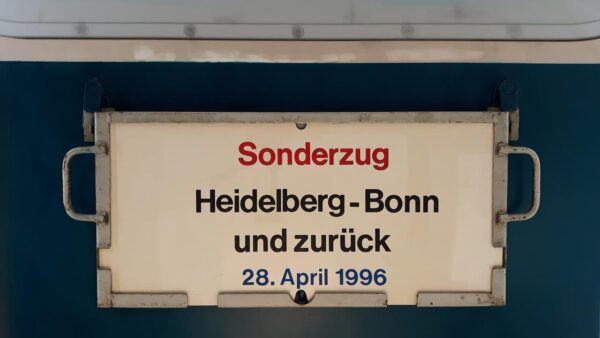 Sonderzug
Heidelberg - Bonn
und zurück
28. April 1996